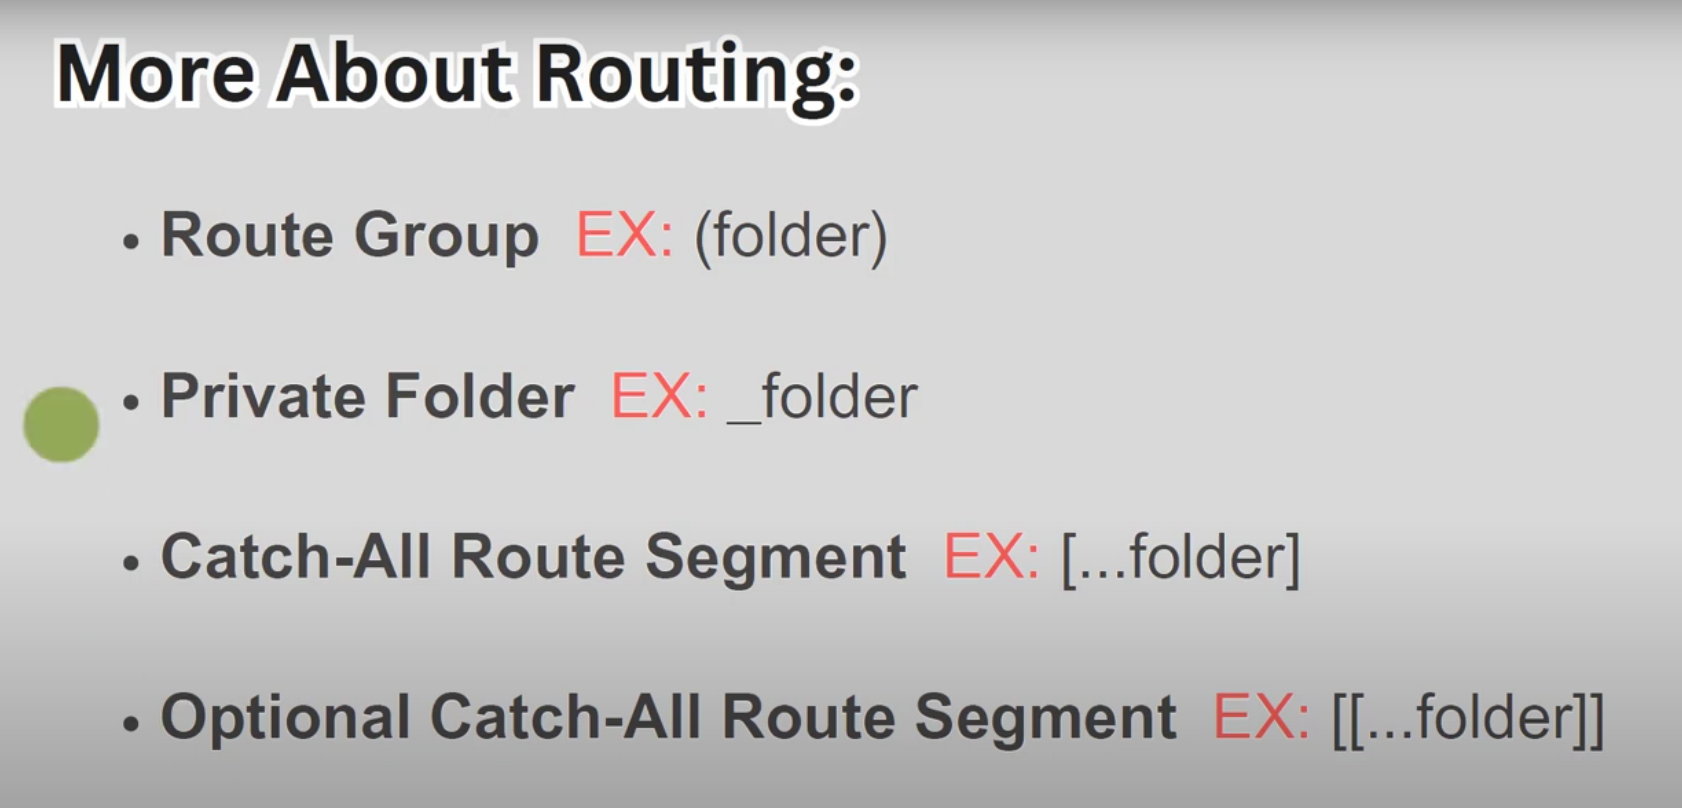 More About Routing:
• Route Group EX: (folder)
• Private Folder EX: _folder
• Catch-All Route Segment EX: [...folder]
• Optional Catch-All Route Segment EX: [[...folder]]